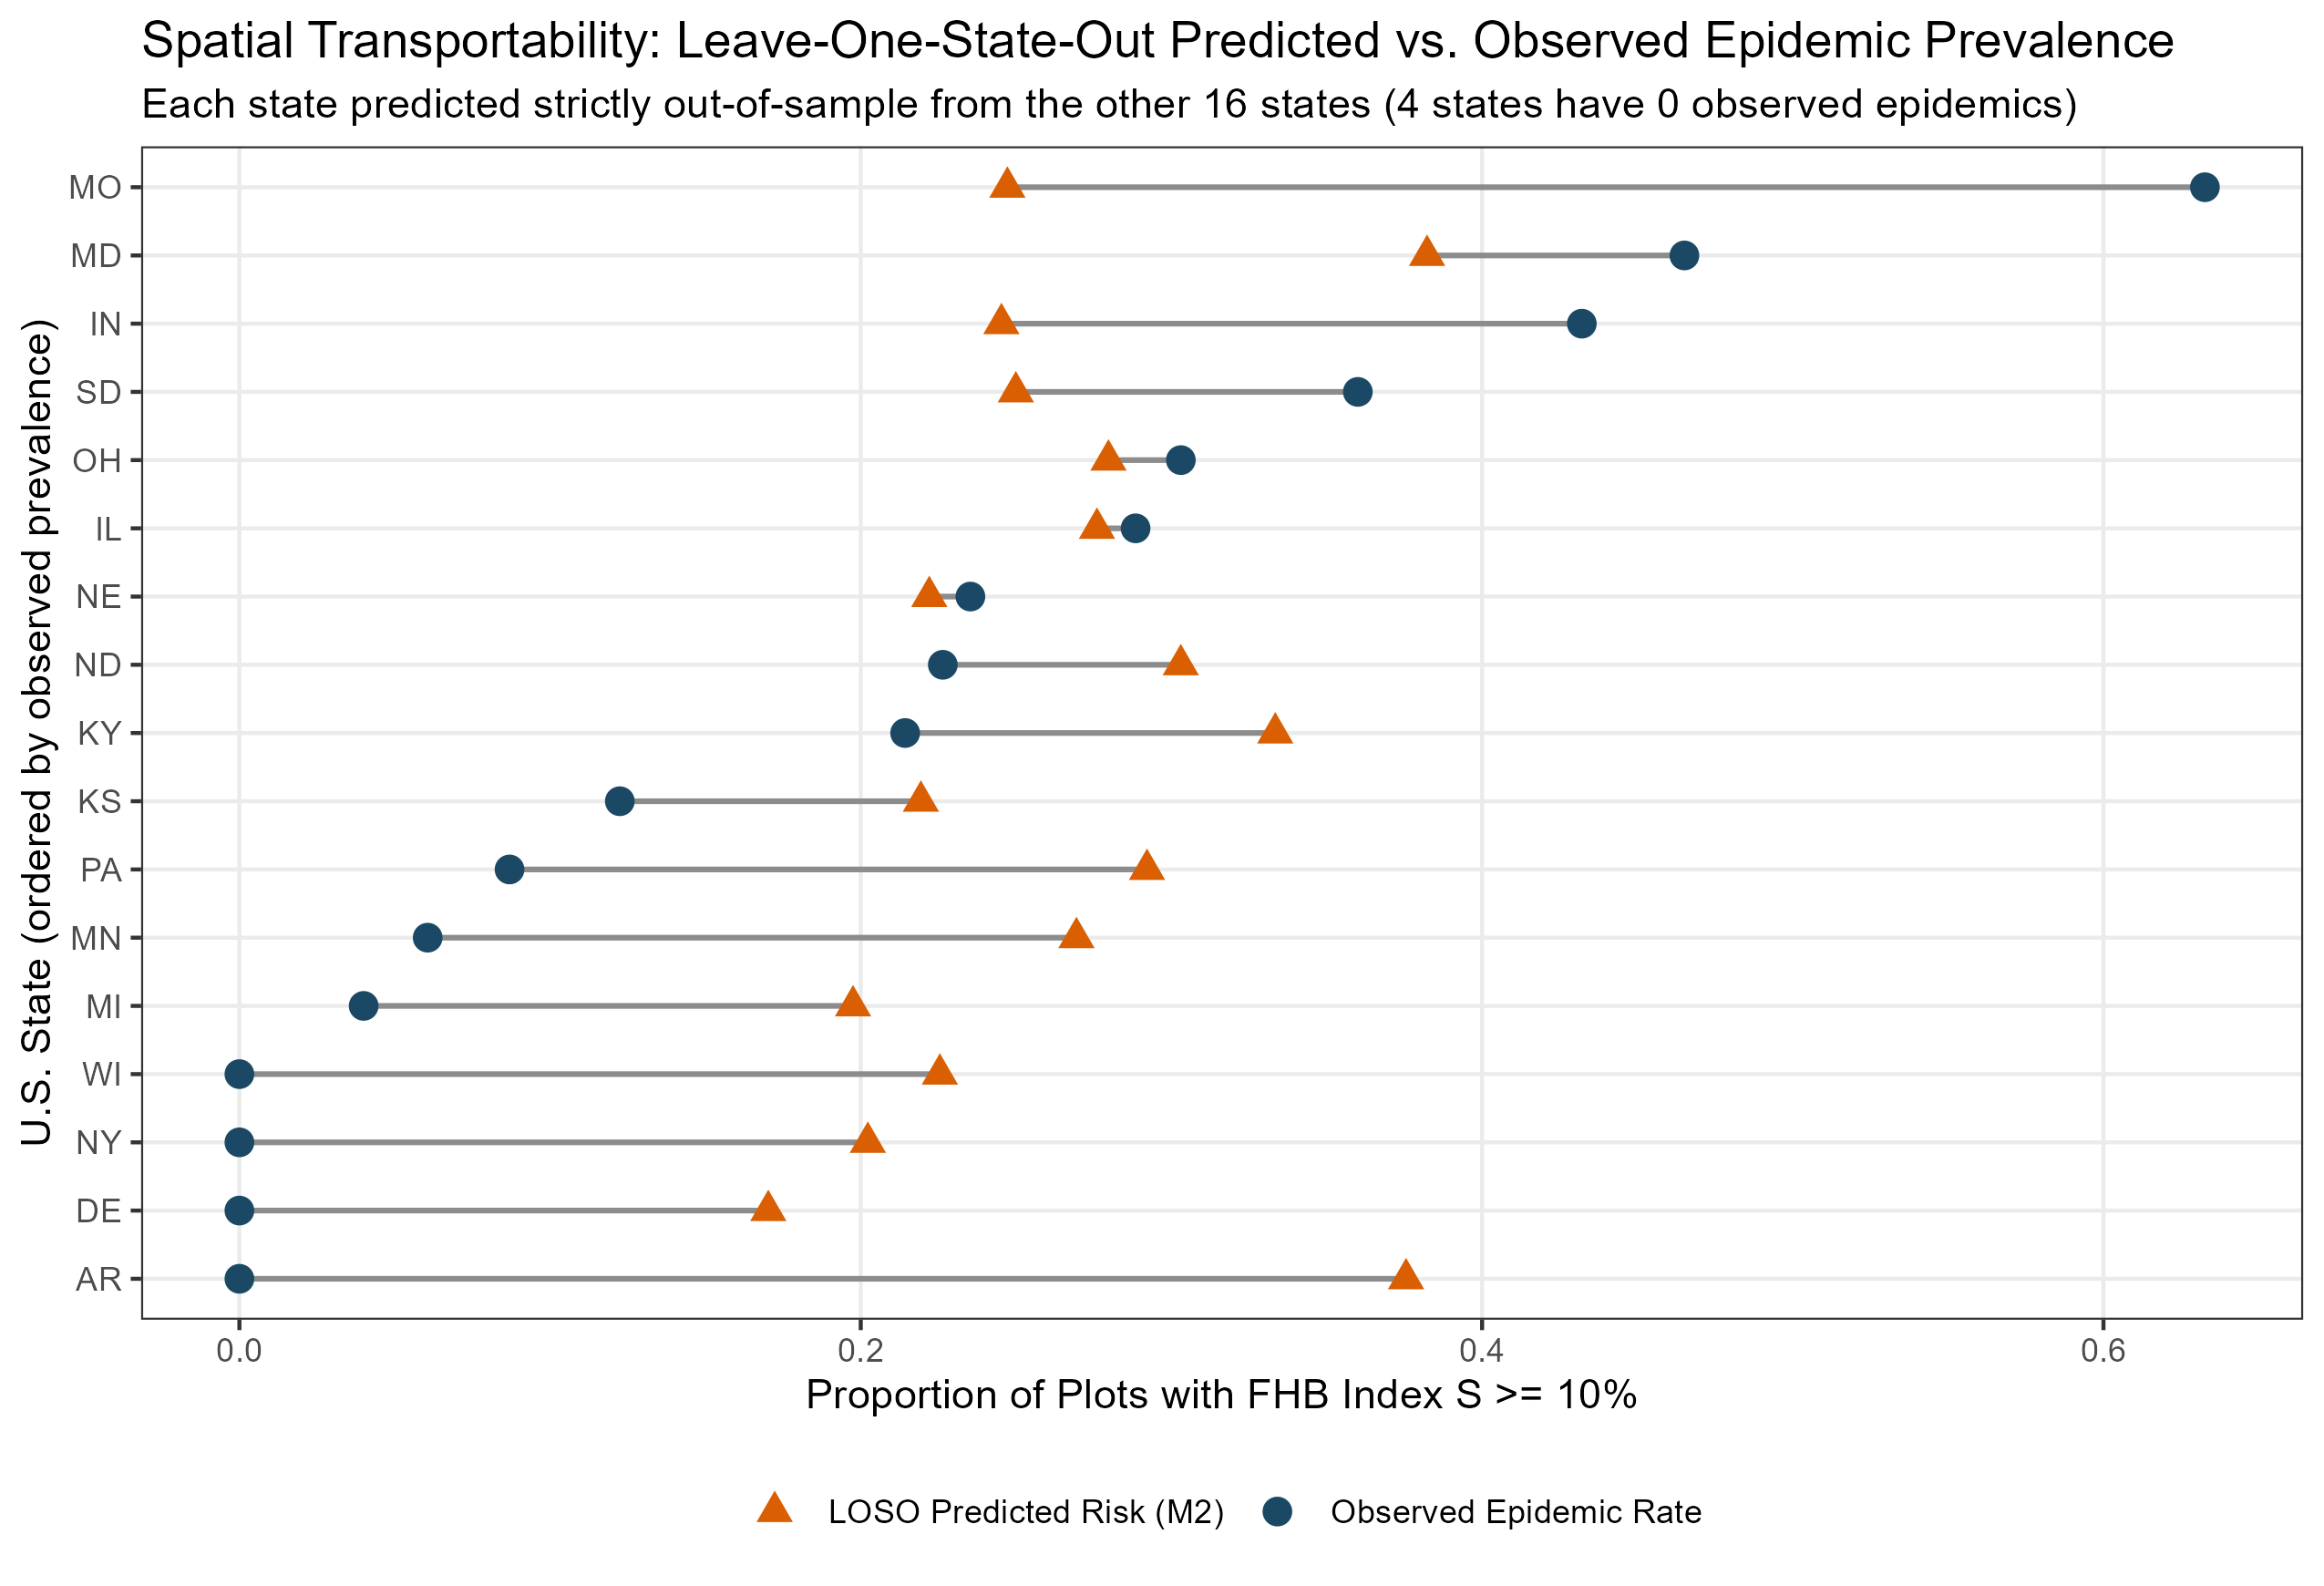 Spatial Transportability: Leave-One-State-Out Predicted vs. Observed Epidemic Prevalence
Each state predicted strictly out-of-sample from the other 16 states (4 states have 0 observed epidemics)
U.S. State (ordered by observed prevalence)
MO
MD
IN
SD
OH
IL
NE
ND
KY
KS
PA
MN
MI
WI
NY
DE
AR
0.0 0.2 0.4 0.6
Proportion of Plots with FHB Index S >= 10%
LOSO Predicted Risk (M2) Observed Epidemic Rate